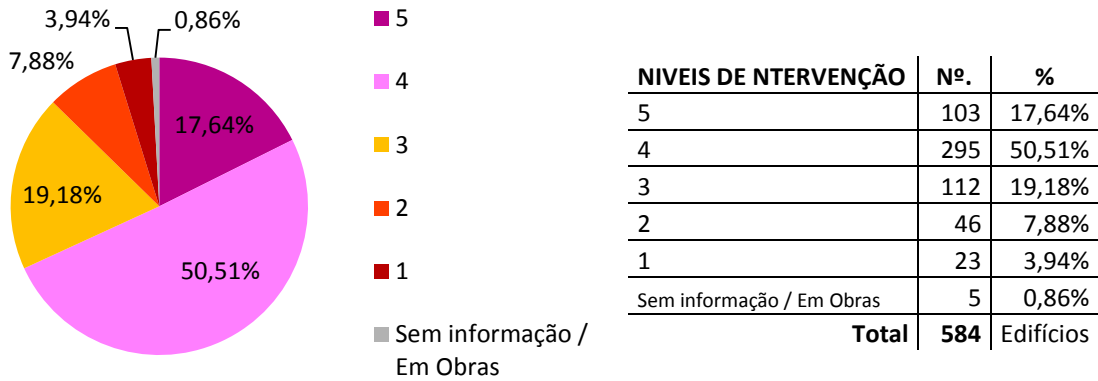 3,94%
0,86%
7,88%
17,64%
19,18%
50,51%
5
4
3
2
1
Sem informação /
Em Obras
NIVEIS DE NTERVENÇÃO Nº. %
5 103 17,64%
4 295 50,51%
3 112 19,18%
2 46 7,88%
1 23 3,94%
Sem informação / Em Obras 5 0,86%
Total 584 Edifícios